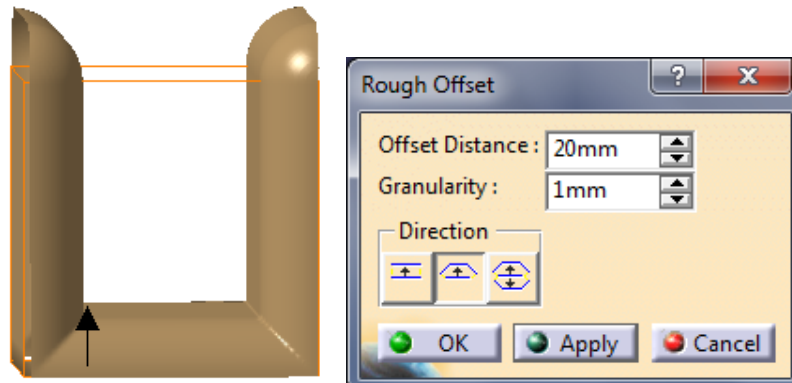 Rough Offset
?
x
Offset Distance : 20mm
Granularity : 1mm
Direction
OK Apply Cancel